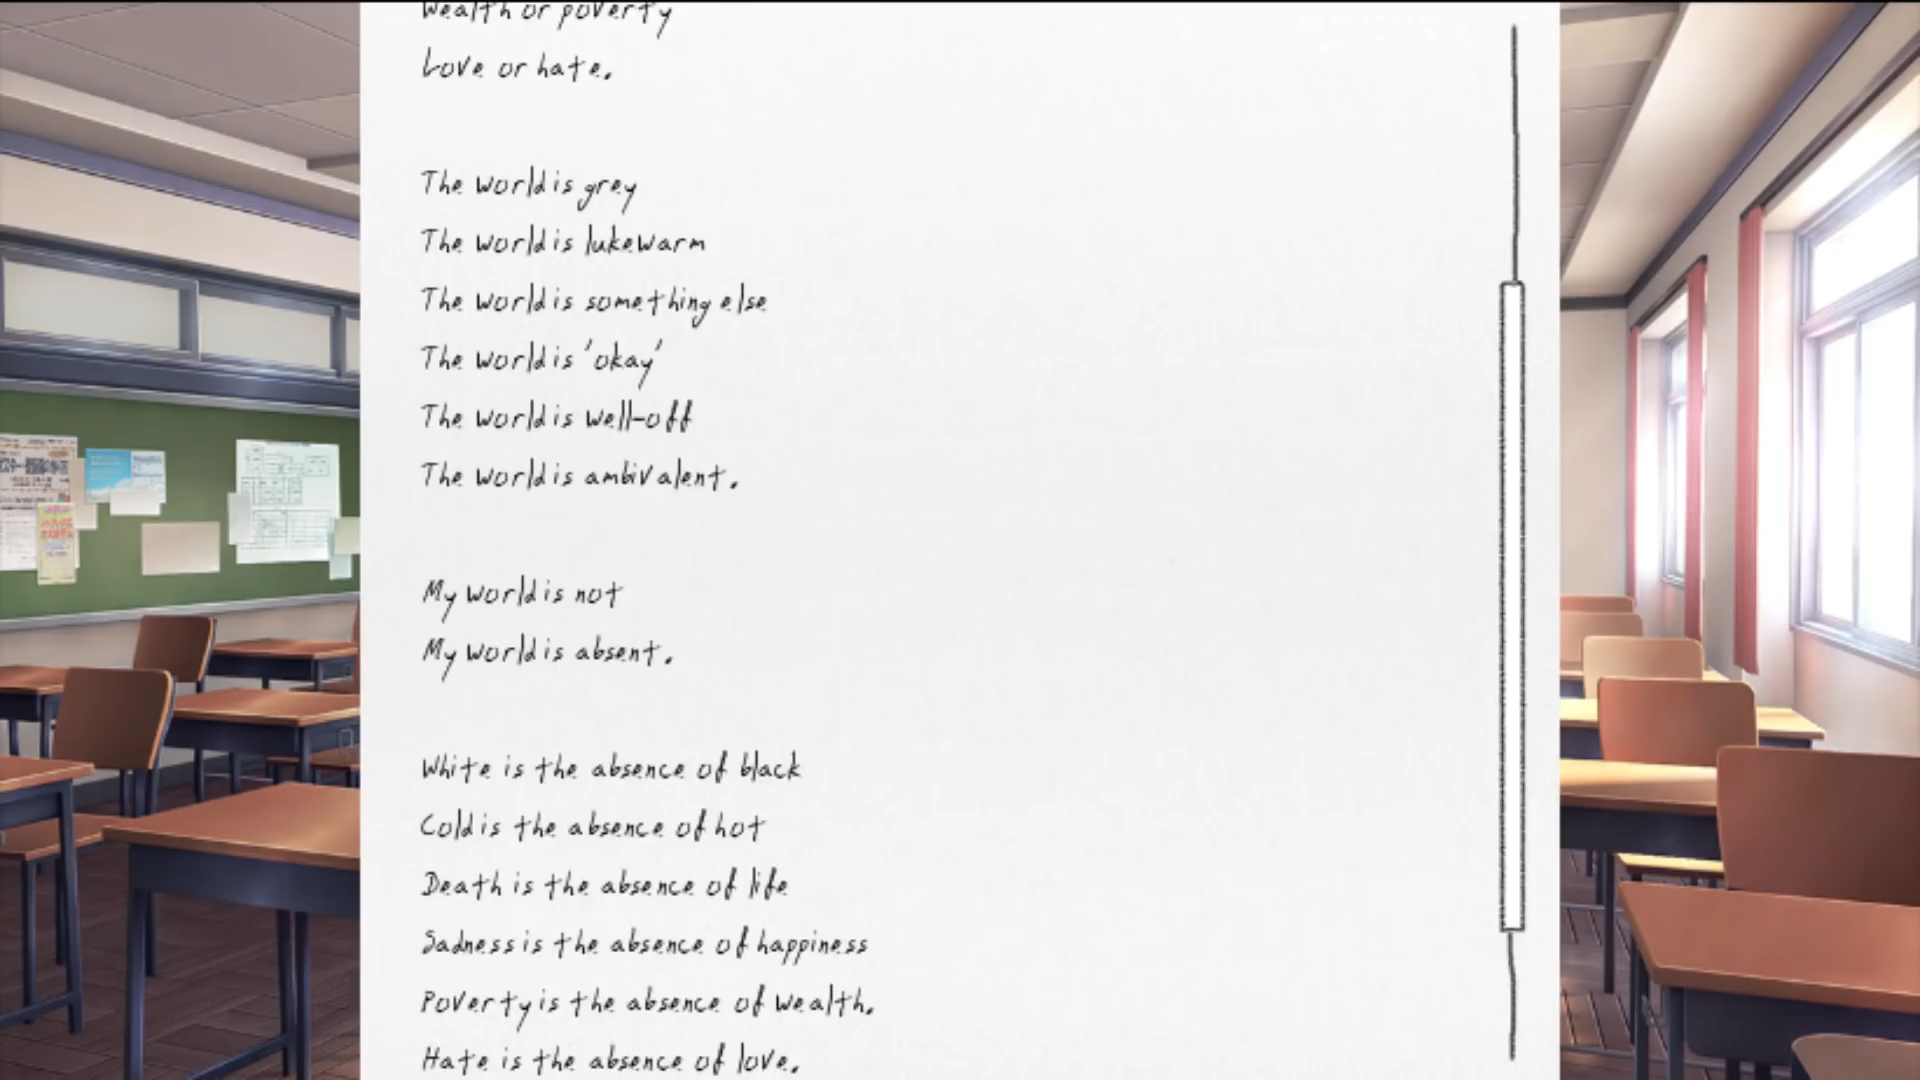 Wealth or poverty
Love or hate.
The world is grey
The world is lukewarm
The world is something else
The world is 'okay'
The world is well-off
The world is ambivalent.
My world is not
My world is absent.
White is the absence of black
Cold is the absence of hot
Death is the absence of life
Sadness is the absence of happiness
Poverty is the absence of wealth.
Hate is the absence of love.